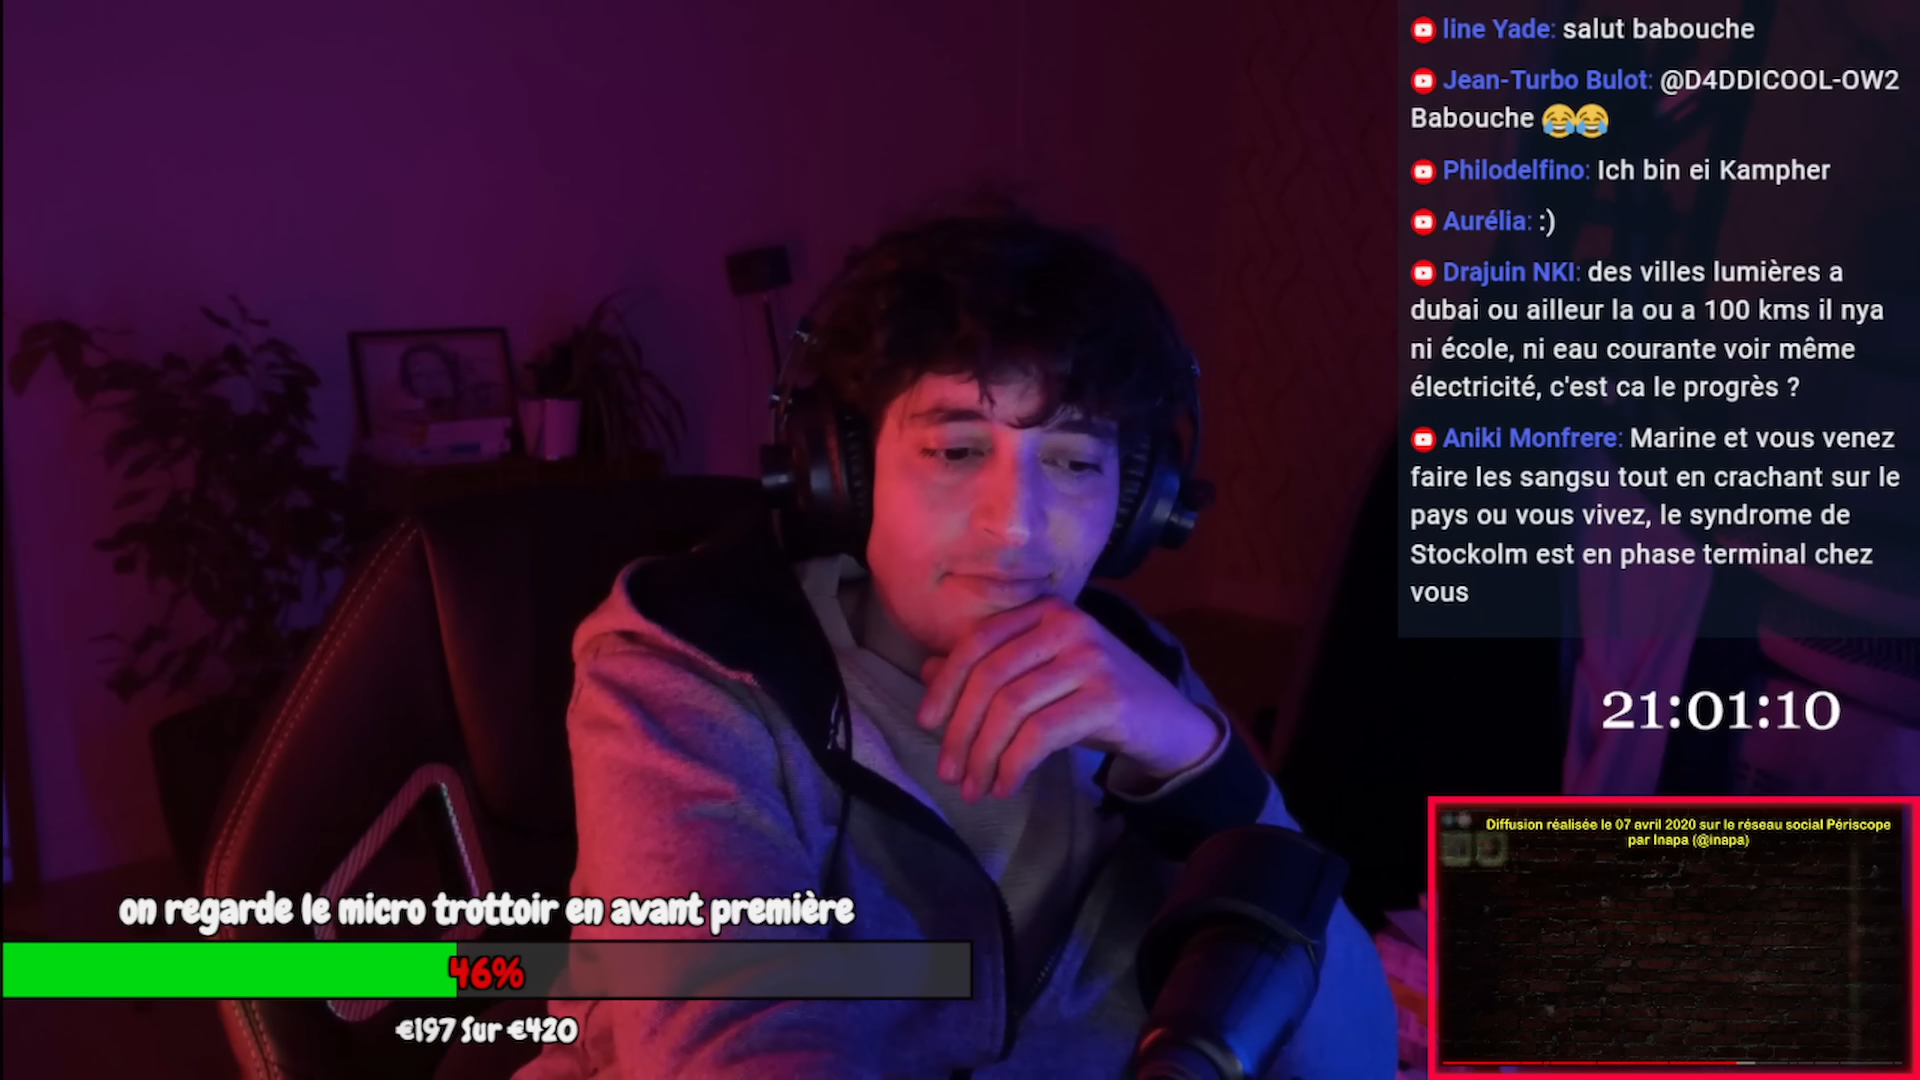 line Yade: salut babouche
Jean-Turbo Bulot: @D4DDICOOL-OW2
Babouche 😂😂
Philodelfino: Ich bin ei Kampher
Aurélia: :)
Drajuin NKI: des villes lumières a
dubai ou ailleur la ou a 100 kms il nya
ni école, ni eau courante voir même
électricité, c'est ca le progrès ?
Aniki Monfrere: Marine et vous venez
faire les sangsu tout en crachant sur le
pays ou vous vivez, le syndrome de
Stockolm est en phase terminal chez
vous
21:01:10
Diffusion réalisée le 07 avril 2020 sur le réseau social Périscope
par Inapa (@inapa)
on regarde le micro trottoir en avant première
46%
€197 Sur €420